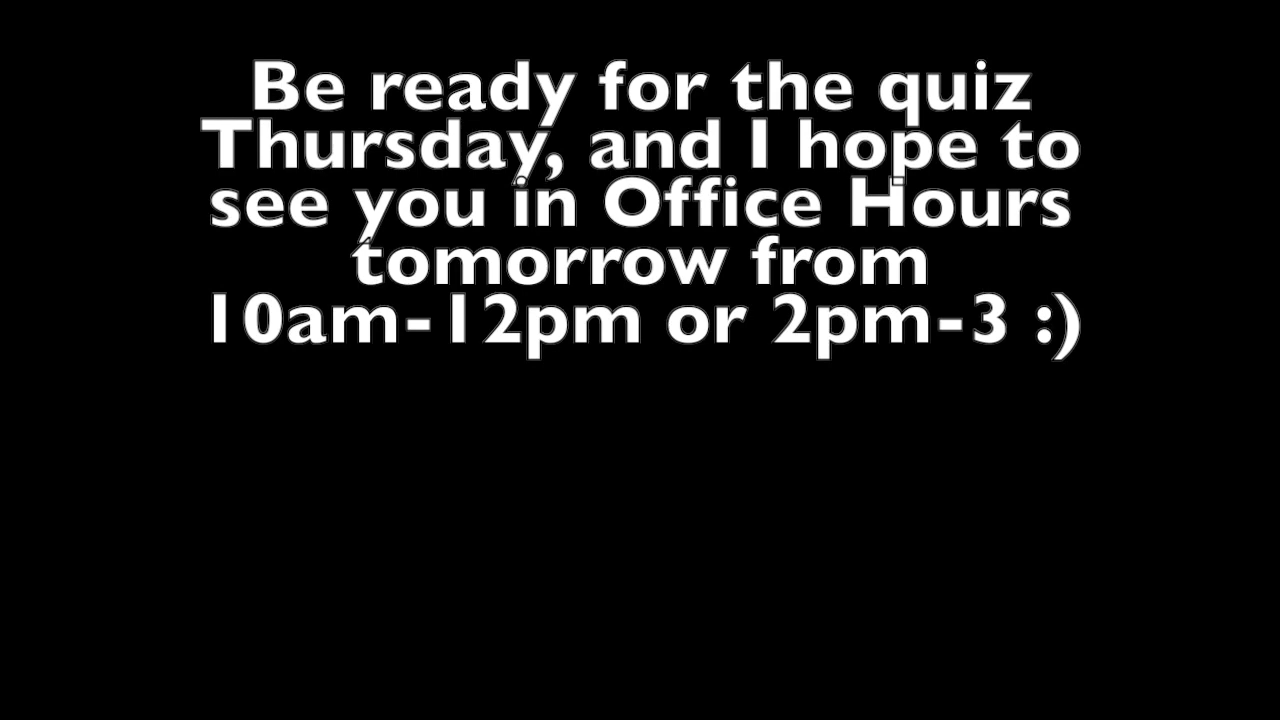 Be ready for the quiz
Thursday, and I hope to
see you in Office Hours
tomorrow from
10am-12pm or 2pm-3 :)